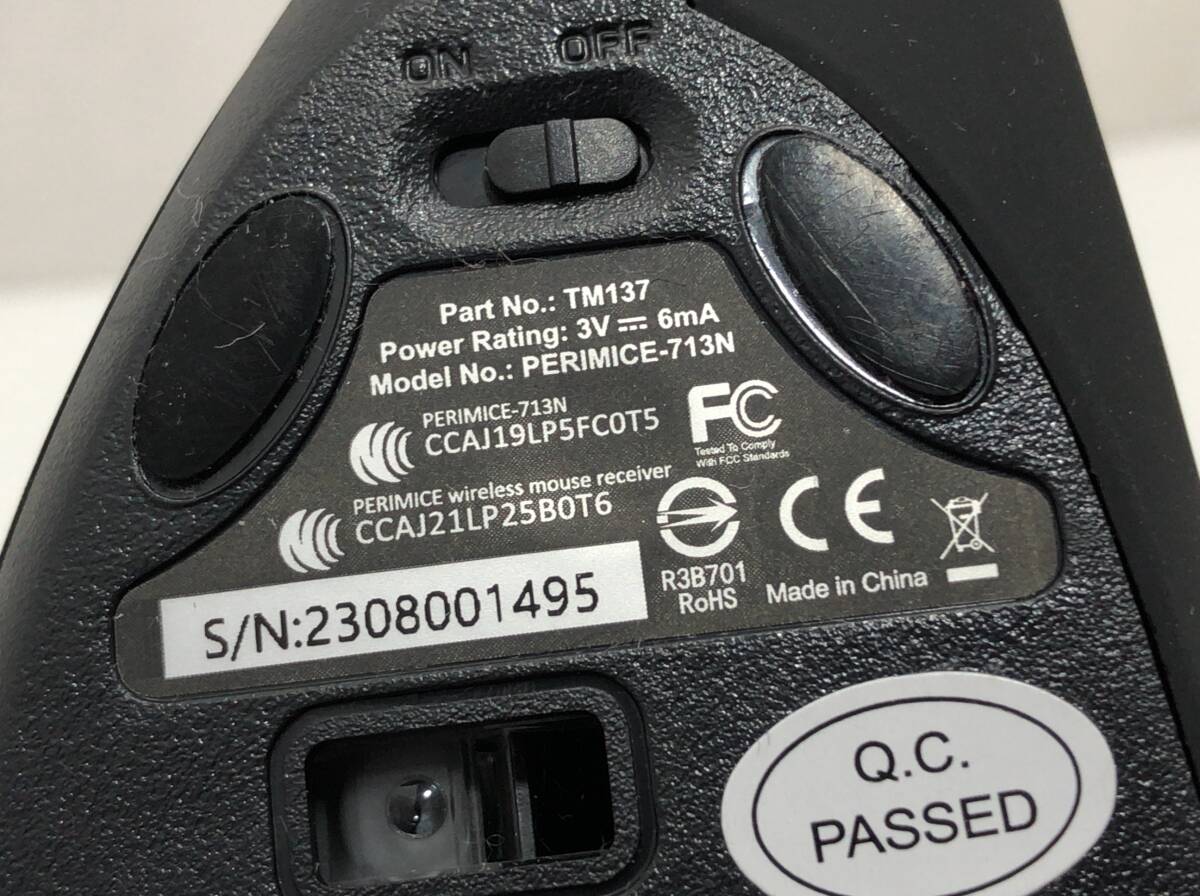 ON OFF
Part No.: TM137
Power Rating: 3V ⎓ 6mA
Model No.: PERIMICE-713N
PERIMICE-713N
CCAJ19LP5FC0T5
FC
Tested To Comply
With FCC Standards
PERIMICE wireless mouse receiver
CCAJ21LP25B0T6
CE
R3B701
RoHS
Made in China
S/N:2308001495
Q.C.
PASSED